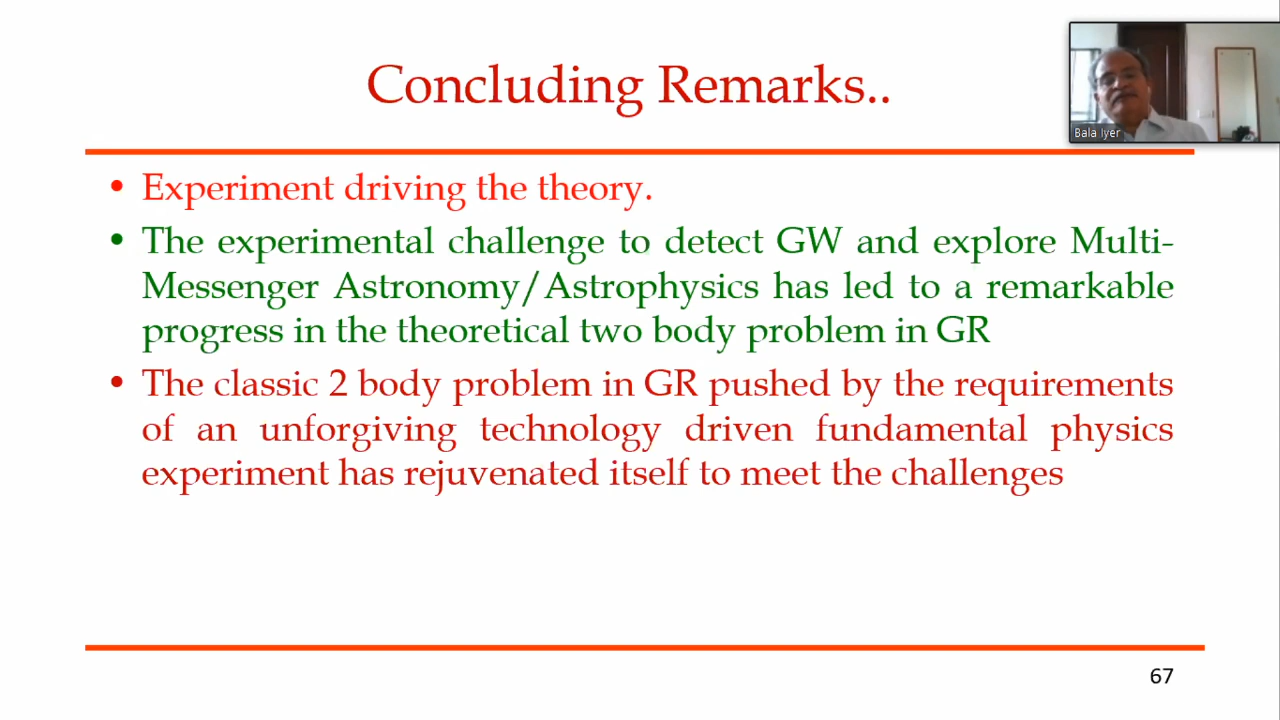 Concluding Remarks..
Bala Iyer
• Experiment driving the theory.
• The experimental challenge to detect GW and explore Multi-
Messenger Astronomy/Astrophysics has led to a remarkable
progress in the theoretical two body problem in GR
• The classic 2 body problem in GR pushed by the requirements
of an unforgiving technology driven fundamental physics
experiment has rejuvenated itself to meet the challenges
67